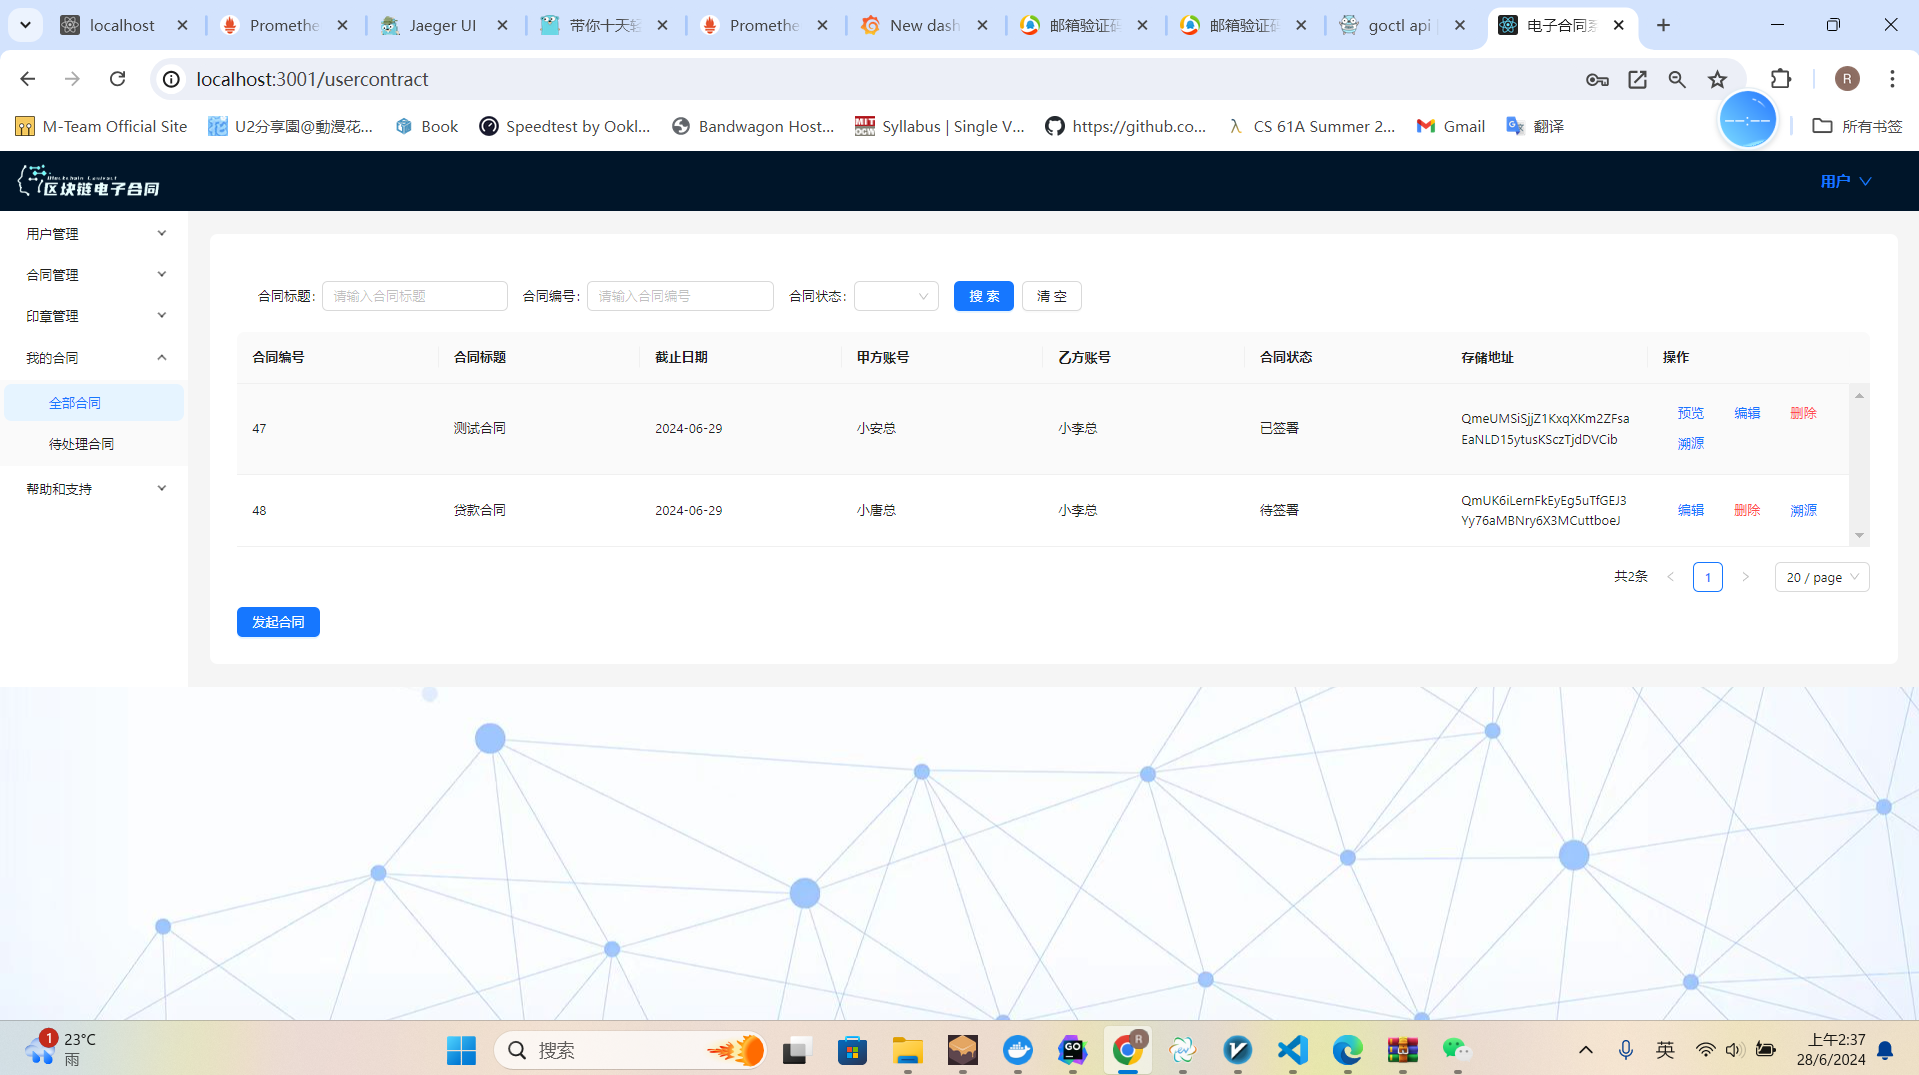 localhost
Promethe
Jaeger UI
带你十天轻
Promethe
New dash
邮箱验证码
邮箱验证码
goctl api
电子合同系
localhost:3001/usercontract
R
M-Team Official Site
U2分享園@動漫花...
Book
Speedtest by Ookl...
Bandwagon Host...
Syllabus | Single V...
https://github.co...
CS 61A Summer 2...
Gmail
翻译
所有书签
Blockchain Contract
区块链电子合同
用户
用户管理
合同管理
印章管理
我的合同
全部合同
待处理合同
帮助和支持
合同标题: 请输入合同标题 合同编号: 请输入合同编号 合同状态: 搜 索 清 空
合同编号 合同标题 截止日期 甲方账号 乙方账号 合同状态 存储地址 操作
47 测试合同 2024-06-29 小安总 小李总 已签署
QmeUMSiSjjZ1KxqXKm2ZFsa
EaNLD15ytusKSczTjdDVCib
预览 编辑 删除
溯源
48 贷款合同 2024-06-29 小唐总 小李总 待签署
QmUK6iLernFkEyEg5uTfGEJ3
Yy76aMBNry6X3MCuttboeJ
编辑 删除 溯源
共2条 < 1 > 20 / page
发起合同
1
23°C
雨
搜索
GO
R
英
上午2:37
28/6/2024